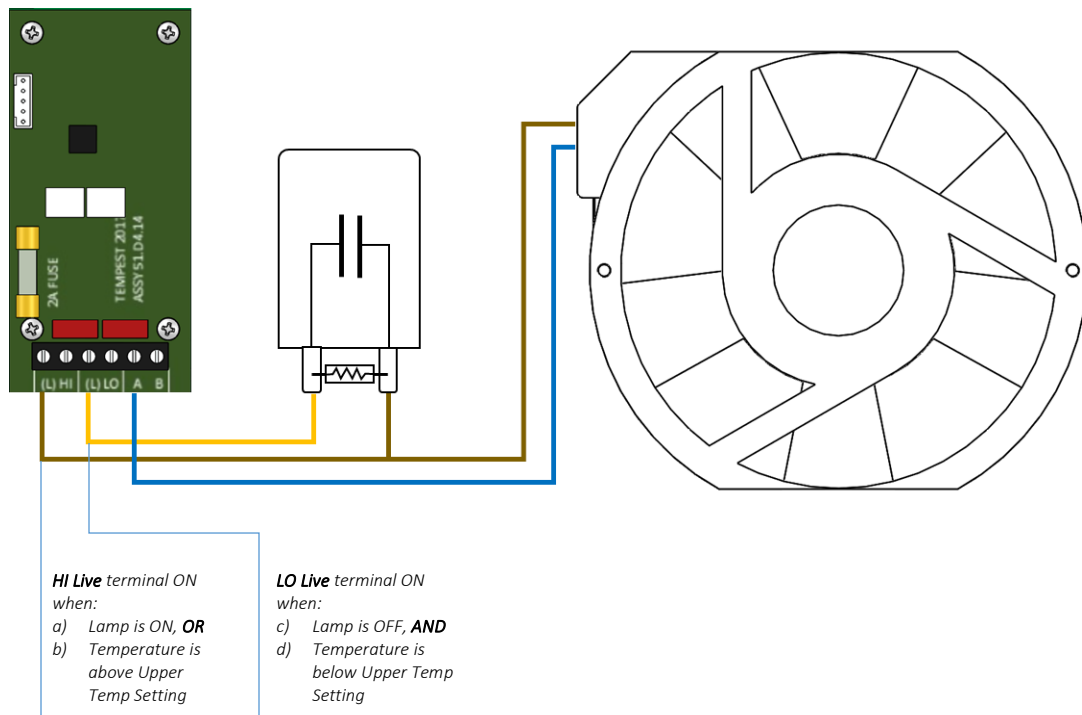 2A FUSE
TEMPEST 2017
ASSY 51.D4.14
(L) HI (L) LO A B
HI Live terminal ON
when:
a) Lamp is ON, OR
b) Temperature is
above Upper
Temp Setting
LO Live terminal ON
when:
c) Lamp is OFF, AND
d) Temperature is
below Upper Temp
Setting